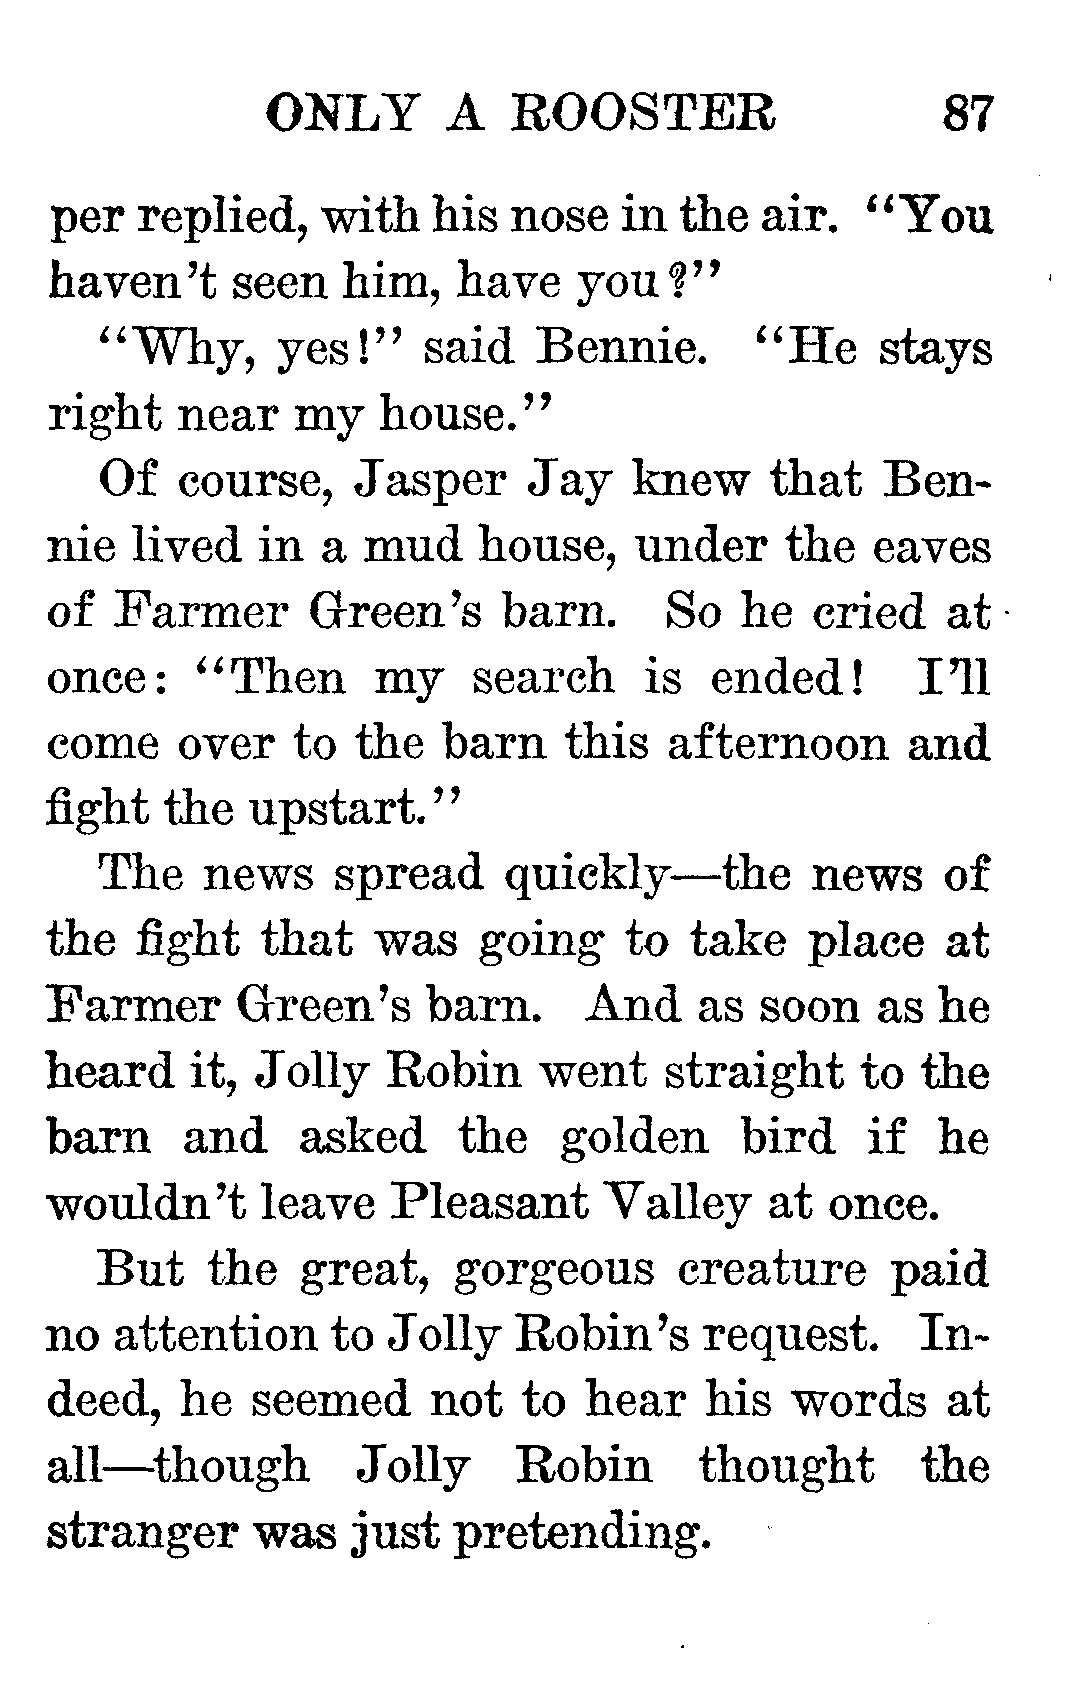 ONLY A ROOSTER 87
per replied, with his nose in the air. "You
haven't seen him, have you?"
"Why, yes!" said Bennie. "He stays
right near my house."
Of course, Jasper Jay knew that Ben-
nie lived in a mud house, under the eaves
of Farmer Green's barn. So he cried at
once: "Then my search is ended! I'll
come over to the barn this afternoon and
fight the upstart."
The news spread quickly—the news of
the fight that was going to take place at
Farmer Green's barn. And as soon as he
heard it, Jolly Robin went straight to the
barn and asked the golden bird if he
wouldn't leave Pleasant Valley at once.
But the great, gorgeous creature paid
no attention to Jolly Robin's request. In-
deed, he seemed not to hear his words at
all—though Jolly Robin thought the
stranger was just pretending.